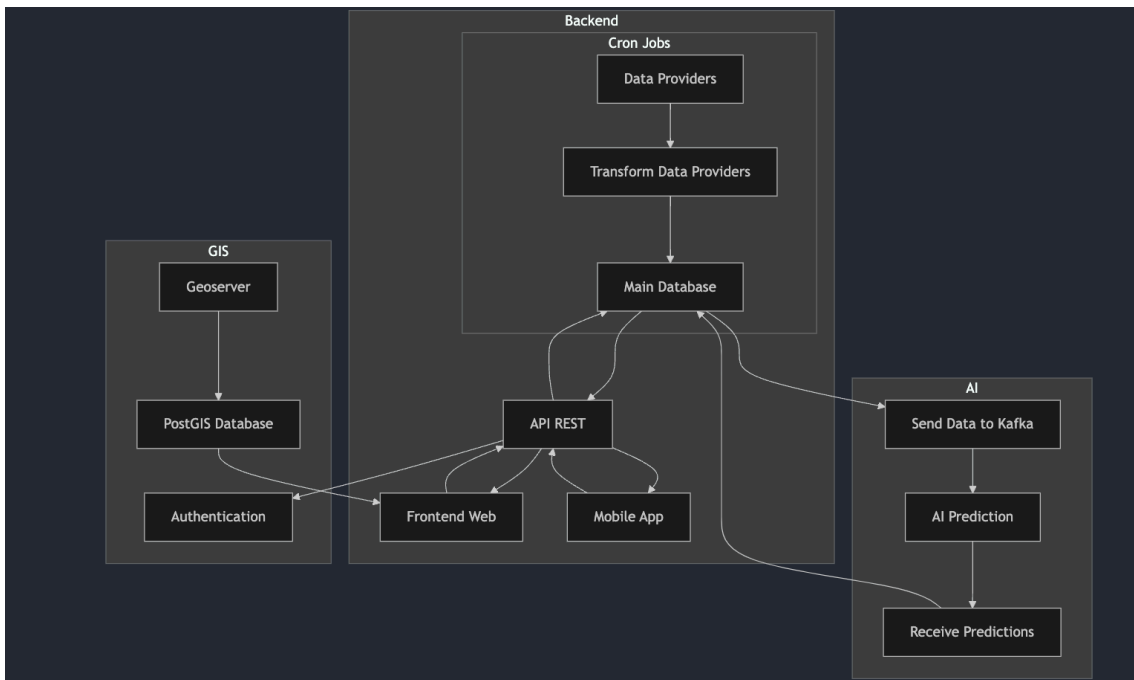 Backend
Cron Jobs
Data Providers
Transform Data Providers
Main Database
GIS
Geoserver
PostGIS Database
Authentication
API REST
Frontend Web
Mobile App
AI
Send Data to Kafka
AI Prediction
Receive Predictions